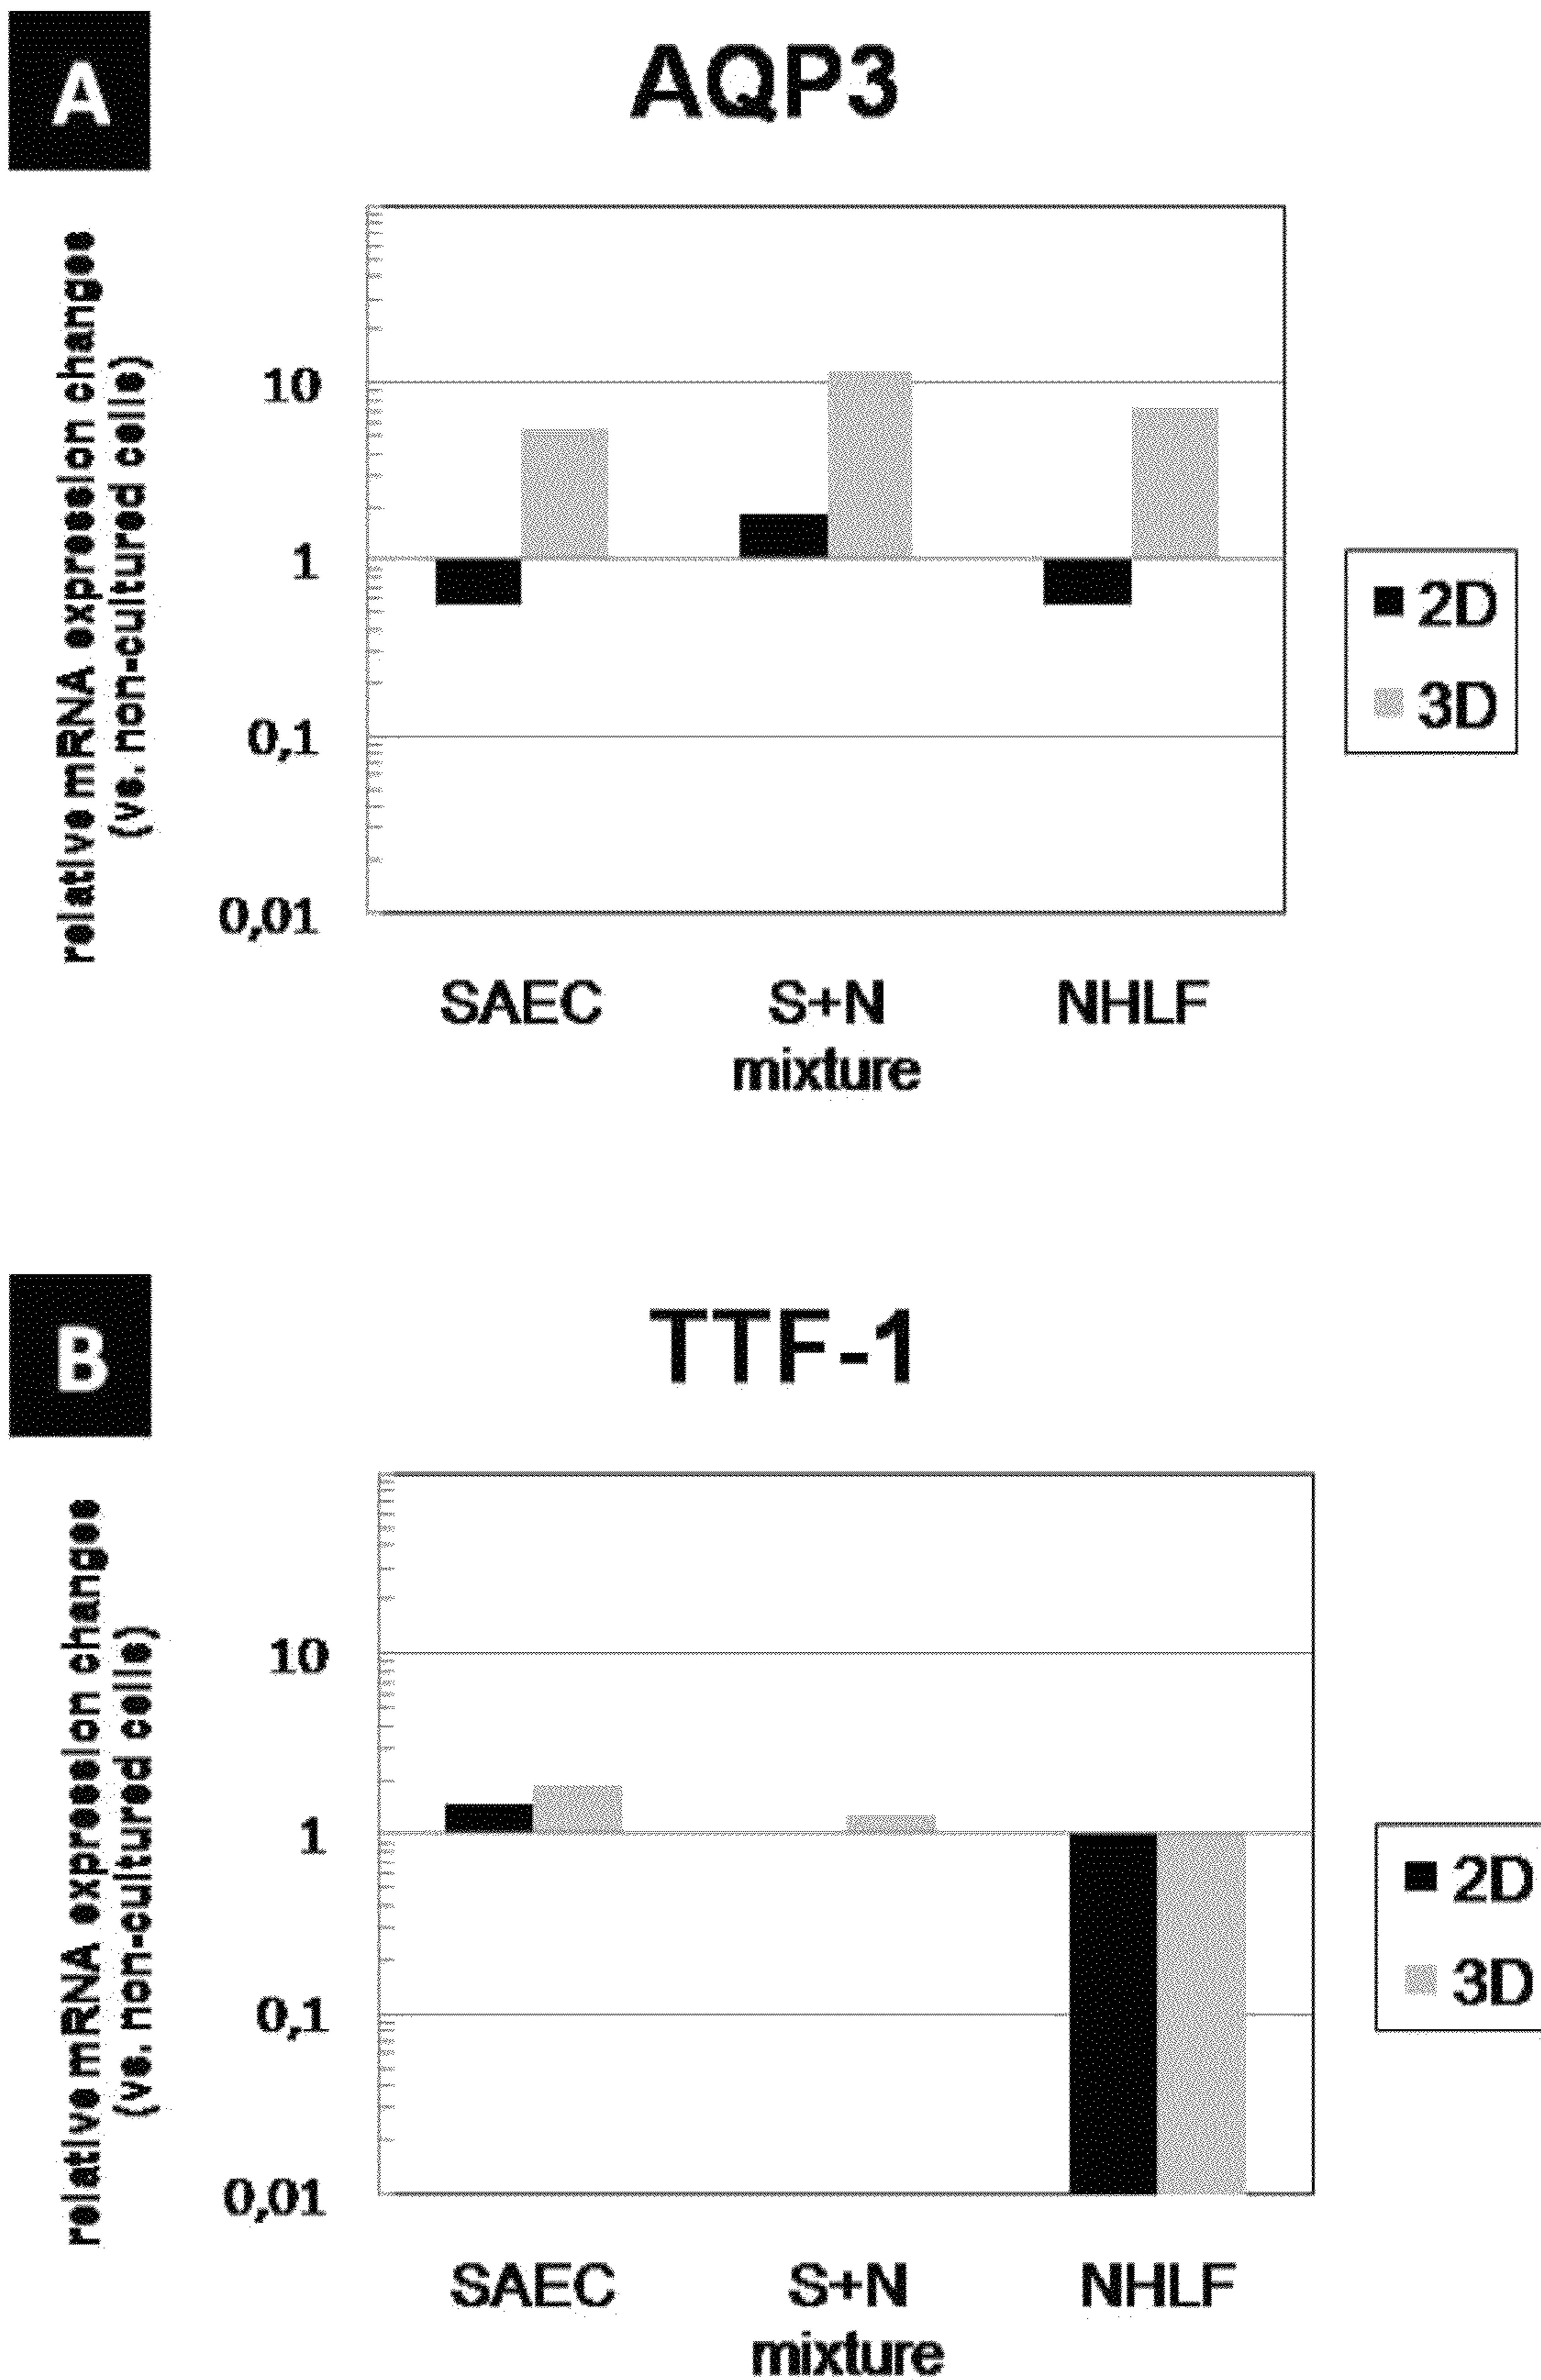 A
AQP3
relative mRNA expression changes
(vs. non-cultured cells)
10
1
0,1
0,01
SAEC
S+N
mixture
NHLF
2D
3D
B
TTF-1
relative mRNA expression changes
(vs. non-cultured cells)
10
1
0,1
0,01
SAEC
S+N
mixture
NHLF
2D
3D